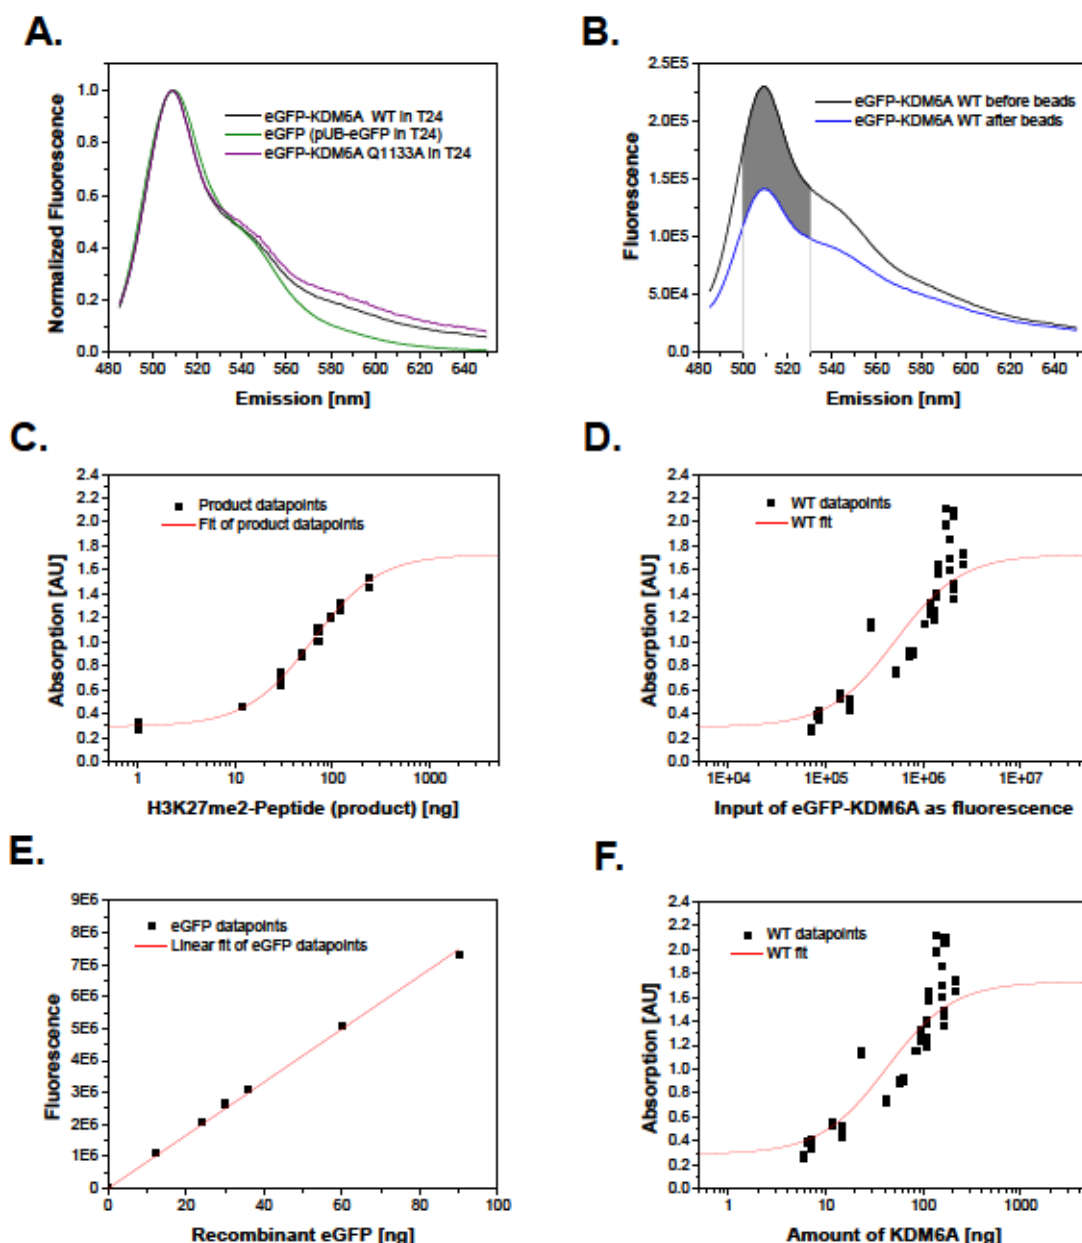 A.
Normalized Fluorescence
1.0
0.8
0.6
0.4
0.2
0.0
eGFP-KDM6A WT in T24
eGFP (pUB-eGFP in T24)
eGFP-KDM6A Q1133A in T24
480 500 520 540 560 580 600 620 640
Emission [nm]
B.
Fluorescence
2.5E5
2.0E5
1.5E5
1.0E5
5.0E4
0.0
eGFP-KDM6A WT before beads
eGFP-KDM6A WT after beads
480 500 520 540 560 580 600 620 640
Emission [nm]
C.
Absorption [AU]
2.4
2.2
2.0
1.8
1.6
1.4
1.2
1.0
0.8
0.6
0.4
0.2
0.0
Product datapoints
Fit of product datapoints
1 10 100 1000
H3K27me2-Peptide (product) [ng]
D.
Absorption [AU]
2.4
2.2
2.0
1.8
1.6
1.4
1.2
1.0
0.8
0.6
0.4
0.2
0.0
WT datapoints
WT fit
1E+04 1E+05 1E+06 1E+07
Input of eGFP-KDM6A as fluorescence
E.
Fluorescence
9E6
8E6
7E6
6E6
5E6
4E6
3E6
2E6
1E6
0
eGFP datapoints
Linear fit of eGFP datapoints
0 20 40 60 80 100
Recombinant eGFP [ng]
F.
Absorption [AU]
2.4
2.2
2.0
1.8
1.6
1.4
1.2
1.0
0.8
0.6
0.4
0.2
0.0
WT datapoints
WT fit
1 10 100 1000
Amount of KDM6A [ng]